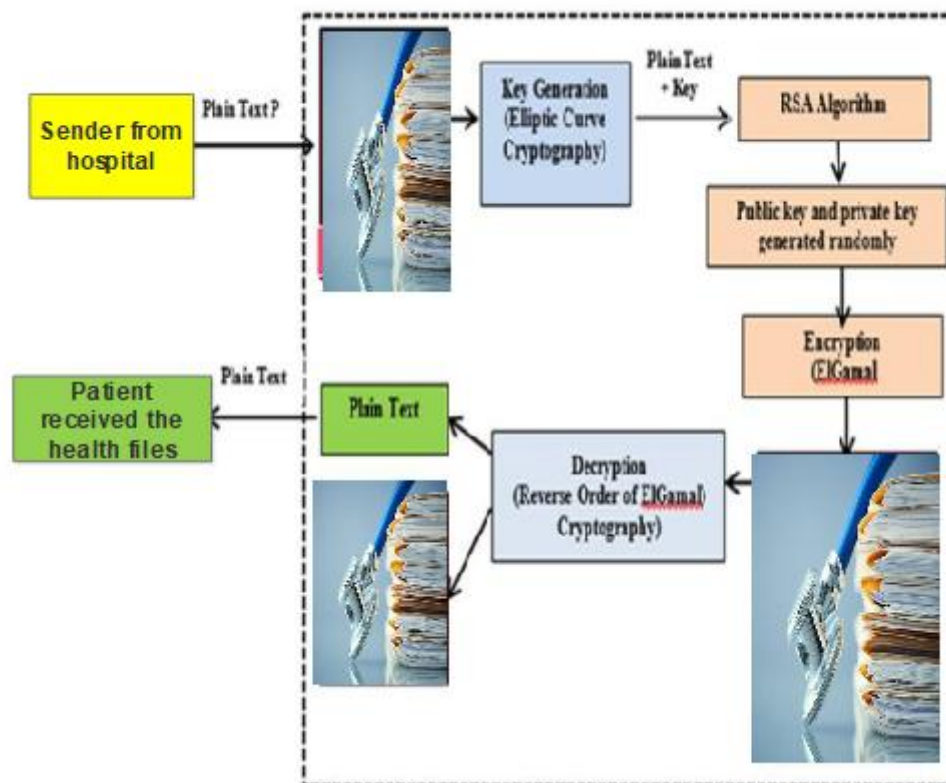 Sender from
hospital
Plain Text ?
Key Generation
(Elliptic Curve
Cryptography)
Plain Text
+ Key
RSA Algorithm
Public key and private key
generated randomly
Encryption
(ElGamal
Decryption
(Reverse Order of ElGamal)
Cryptography)
Plain Text
Plain Text
Patient
received the
health files